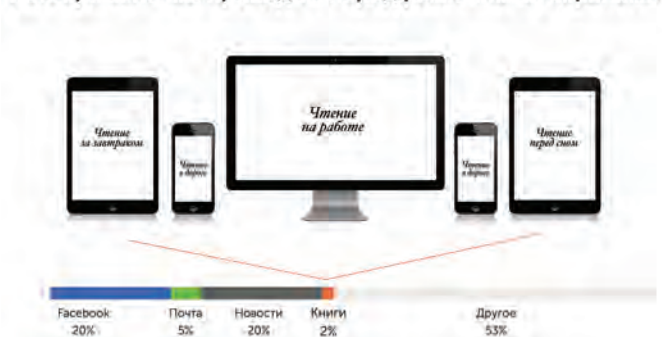 Чтение
за завтраком
Чтение
в дороге
Чтение
на работе
Чтение
в дороге
Чтение
перед сном
Facebook
20%
Почта
5%
Новости
20%
Книги
2%
Другое
53%